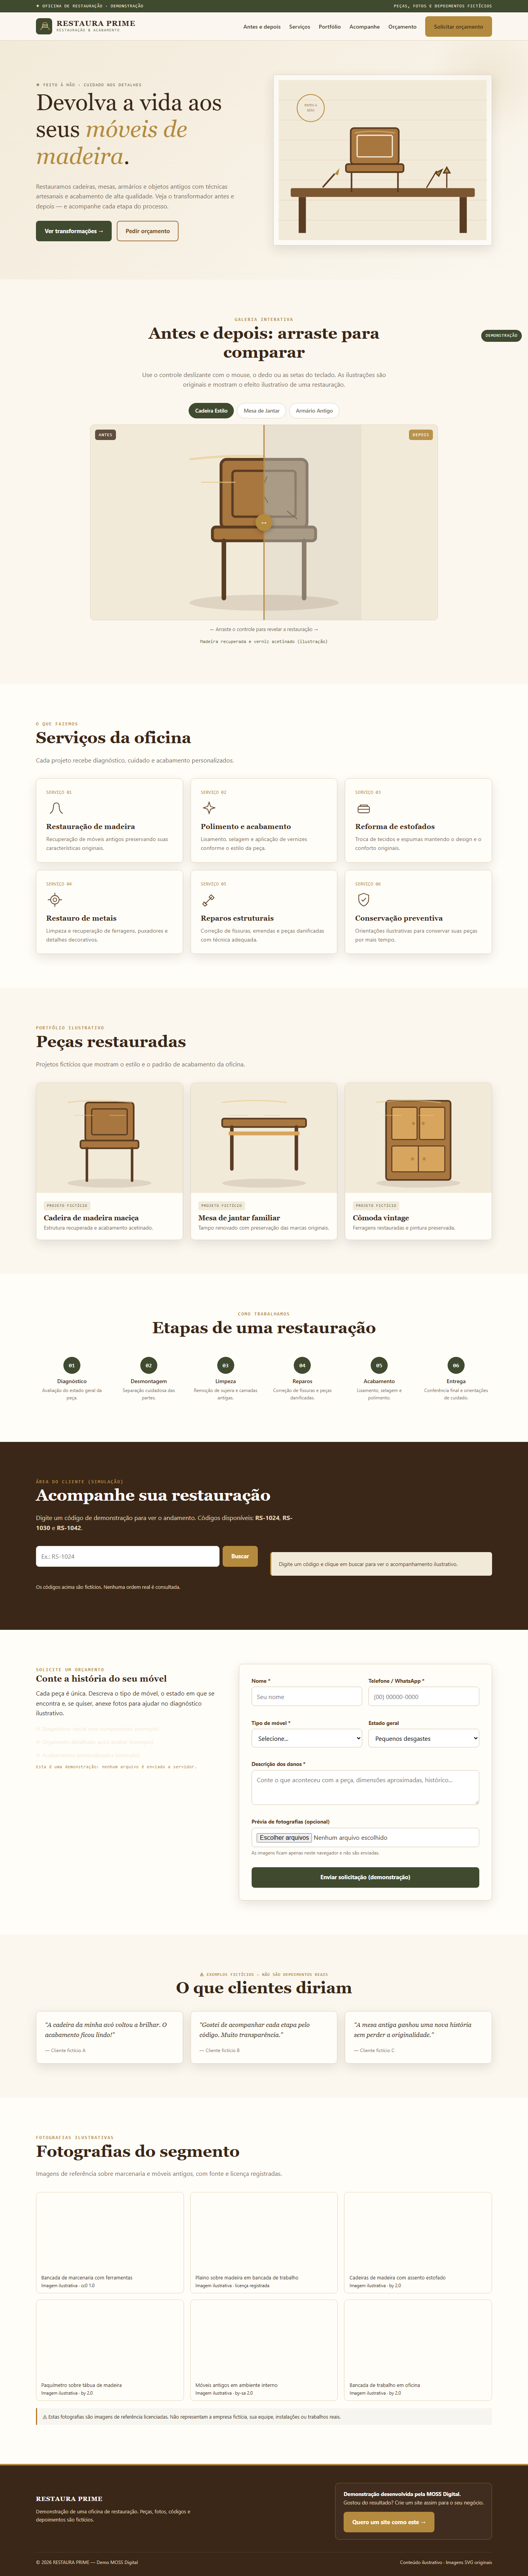 ✦ OFICINA DE RESTAURAÇÃO · DEMONSTRAÇÃO
PEÇAS, FOTOS E DEPOIMENTOS FICTÍCIOS
RESTAURA PRIME
RESTAURAÇÃO & ACABAMENTO
Antes e depois Serviços Portfólio Acompanhe Orçamento Solicitar orçamento
✦ FEITO À MÃO · CUIDADO NOS DETALHES
Devolva a vida aos
seus móveis de
madeira.
Restauramos cadeiras, mesas, armários e objetos antigos com técnicas
artesanais e acabamento de alta qualidade. Veja o transformador antes e
depois — e acompanhe cada etapa do processo.
Ver transformações →
Pedir orçamento
DEMONSTRAÇÃO
GALERIA INTERATIVA
Antes e depois: arraste para
comparar
Use o controle deslizante com o mouse, o dedo ou as setas do teclado. As ilustrações são
originais e mostram o efeito ilustrativo de uma restauração.
Cadeira Estilo
Mesa de Jantar
Armário Antigo
ANTES
DEPOIS
— Arraste o controle para revelar a restauração —
Madeira recuperada e verniz acetinado (ilustração)
O QUE FAZEMOS
Serviços da oficina
Cada projeto recebe diagnóstico, cuidado e acabamento personalizados.
SERVIÇO 01
Restauração de madeira
Recuperação de móveis antigos preservando suas
características originais.
SERVIÇO 02
Polimento e acabamento
Lixamento, selagem e aplicação de vernizes
conforme o estilo da peça.
SERVIÇO 03
Reforma de estofados
Troca de tecidos e espumas mantendo o design e o
conforto originais.
SERVIÇO 04
Restauro de metais
Limpeza e recuperação de ferragens, puxadores e
detalhes decorativos.
SERVIÇO 05
Reparos estruturais
Correção de fissuras, emendas e peças danificadas
com técnica adequada.
SERVIÇO 06
Conservação preventiva
Orientações ilustrativas para conservar suas peças
por mais tempo.
PORTFÓLIO ILUSTRATIVO
Peças restauradas
Projetos fictícios que mostram o estilo e o padrão de acabamento da oficina.
PROJETO FICTÍCIO
Cadeira de madeira maciça
Estrutura recuperada e acabamento acetinado.
PROJETO FICTÍCIO
Mesa de jantar familiar
Tampo renovado com preservação das marcas originais.
PROJETO FICTÍCIO
Cômoda vintage
Ferragens restauradas e pintura preservada.
COMO TRABALHAMOS
Etapas de uma restauração
01
Diagnóstico
Avaliação do estado geral da
peça.
02
Desmontagem
Separação cuidadosa das
partes.
03
Limpeza
Remoção de sujeira e camadas
antigas.
04
Reparos
Correção de fissuras e peças
danificadas.
05
Acabamento
Lixamento, selagem e
polimento.
06
Entrega
Conferência final e orientações
de cuidado.
ÁREA DO CLIENTE (SIMULAÇÃO)
Acompanhe sua restauração
Digite um código de demonstração para ver o andamento. Códigos disponíveis: RS-1024, RS-
1030 e RS-1042.
Ex.: RS-1024
Buscar
Digite um código e clique em buscar para ver o acompanhamento ilustrativo.
Os códigos acima são fictícios. Nenhuma ordem real é consultada.
SOLICITE UM ORÇAMENTO
Conte a história do seu móvel
Cada peça é única. Descreva o tipo de móvel, o estado em que se
encontra e, se quiser, anexe fotos para ajudar no diagnóstico
ilustrativo.
Esta é uma demonstração: nenhum arquivo é enviado a servidor.
Nome *
Seu nome
Telefone / WhatsApp *
(00) 00000-0000
Tipo de móvel *
Selecione...
Estado geral
Pequenos desgastes
Descrição dos danos *
Conte o que aconteceu com a peça, dimensões aproximadas, histórico...
Prévia de fotografias (opcional)
Escolher arquivos Nenhum arquivo escolhido
As imagens ficam apenas neste navegador e não são enviadas.
Enviar solicitação (demonstração)
⚠ EXEMPLOS FICTÍCIOS — NÃO SÃO DEPOIMENTOS REAIS
O que clientes diriam
"A cadeira da minha avó voltou a brilhar. O
acabamento ficou lindo!"
— Cliente fictício A
"Gostei de acompanhar cada etapa pelo
código. Muito transparência."
— Cliente fictício B
"A mesa antiga ganhou uma nova história
sem perder a originalidade."
— Cliente fictício C
FOTOGRAFIAS ILUSTRATIVAS
Fotografias do segmento
Imagens de referência sobre marcenaria e móveis antigos, com fonte e licença registradas.
Bancada de marcenaria com ferramentas
Imagem ilustrativa · cc0 1.0
Plaino sobre madeira em bancada de trabalho
Imagem ilustrativa · licença registrada
Cadeiras de madeira com assento estofado
Imagem ilustrativa · by 2.0
Paquímetro sobre tábua de madeira
Imagem ilustrativa · by 2.0
Móveis antigos em ambiente interno
Imagem ilustrativa · by-sa 2.0
Bancada de trabalho em oficina
Imagem ilustrativa · by 2.0
⚠ Estas fotografias são imagens de referência licenciadas. Não representam a empresa fictícia, sua equipe, instalações ou trabalhos reais.
RESTAURA PRIME
Demonstração de uma oficina de restauração. Peças, fotos, códigos e
depoimentos são fictícios.
Demonstração desenvolvida pela MOSS Digital.
Gostou do resultado? Crie um site assim para o seu negócio.
Quero um site como este →
© 2026 RESTAURA PRIME — Demo MOSS Digital
Conteúdo ilustrativo · Imagens SVG originais